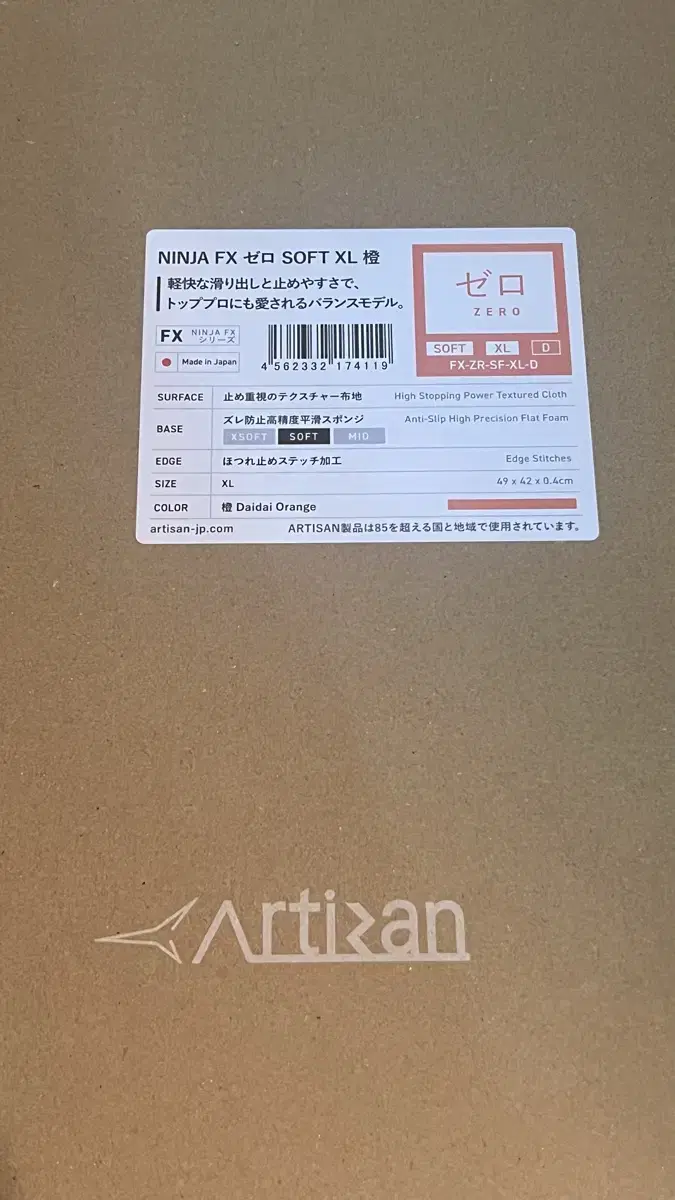 NINJA FX ゼロ SOFT XL 橙
軽快な滑り出しと止めやすさで、
トッププロにも愛されるバランスモデル。
FX NINJA FX シリーズ
Made in Japan
4 562332 174119
ゼロ
ZERO
SOFT XL D
FX-ZR-SF-XL-D
SURFACE 止め重視のテクスチャー布地 High Stopping Power Textured Cloth
BASE ズレ防止高精度平滑スポンジ Anti-Slip High Precision Flat Foam
XSOFT SOFT MID
EDGE ほつれ止めステッチ加工 Edge Stitches
SIZE XL 49 x 42 x 0.4cm
COLOR 橙 Daidai Orange
artisan-jp.com ARTISAN製品は85を超える国と地域で使用されています。
Artisan